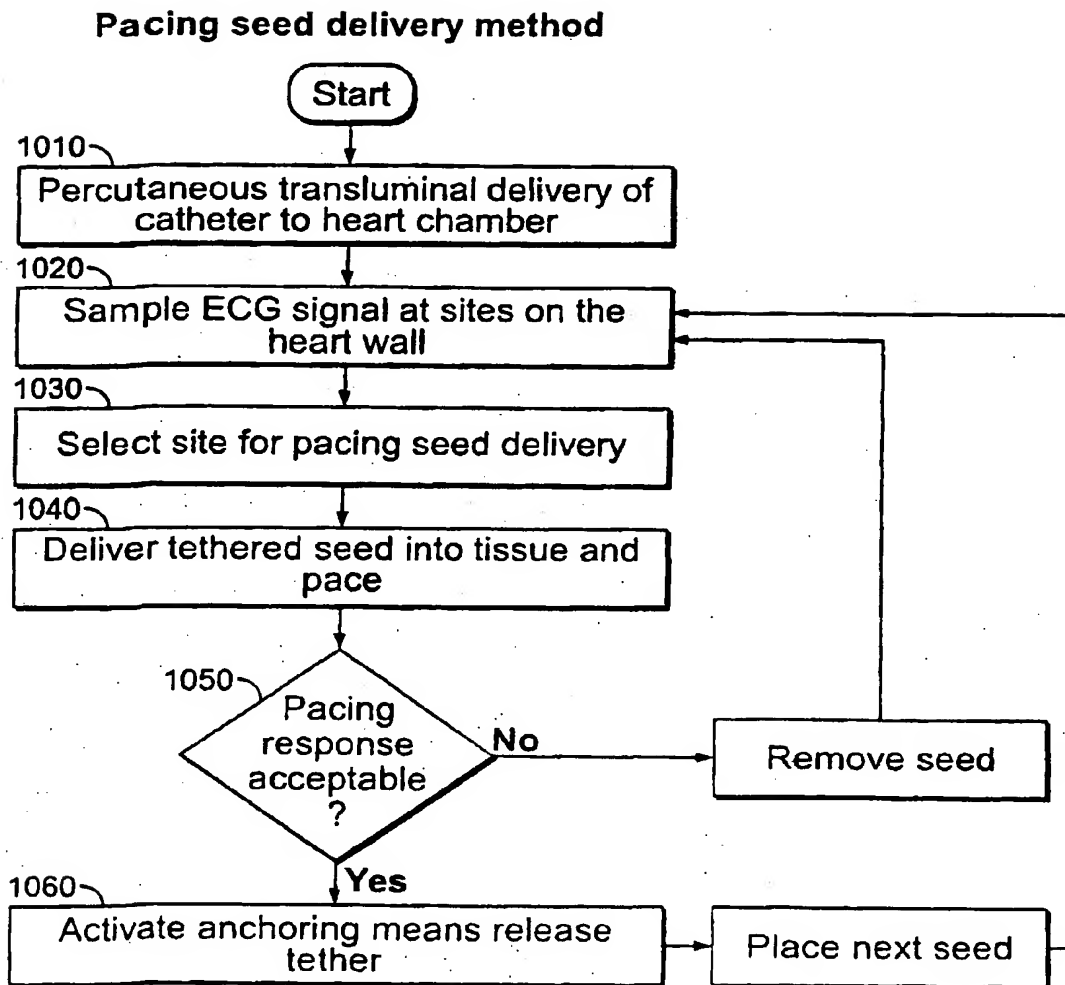 Pacing seed delivery method
Start
1010
Percutaneous transluminal delivery of
catheter to heart chamber
1020
Sample ECG signal at sites on the
heart wall
1030
Select site for pacing seed delivery
1040
Deliver tethered seed into tissue and
pace
1050
Pacing
response
acceptable
?
No
Remove seed
Yes
1060
Activate anchoring means release
tether
Place next seed